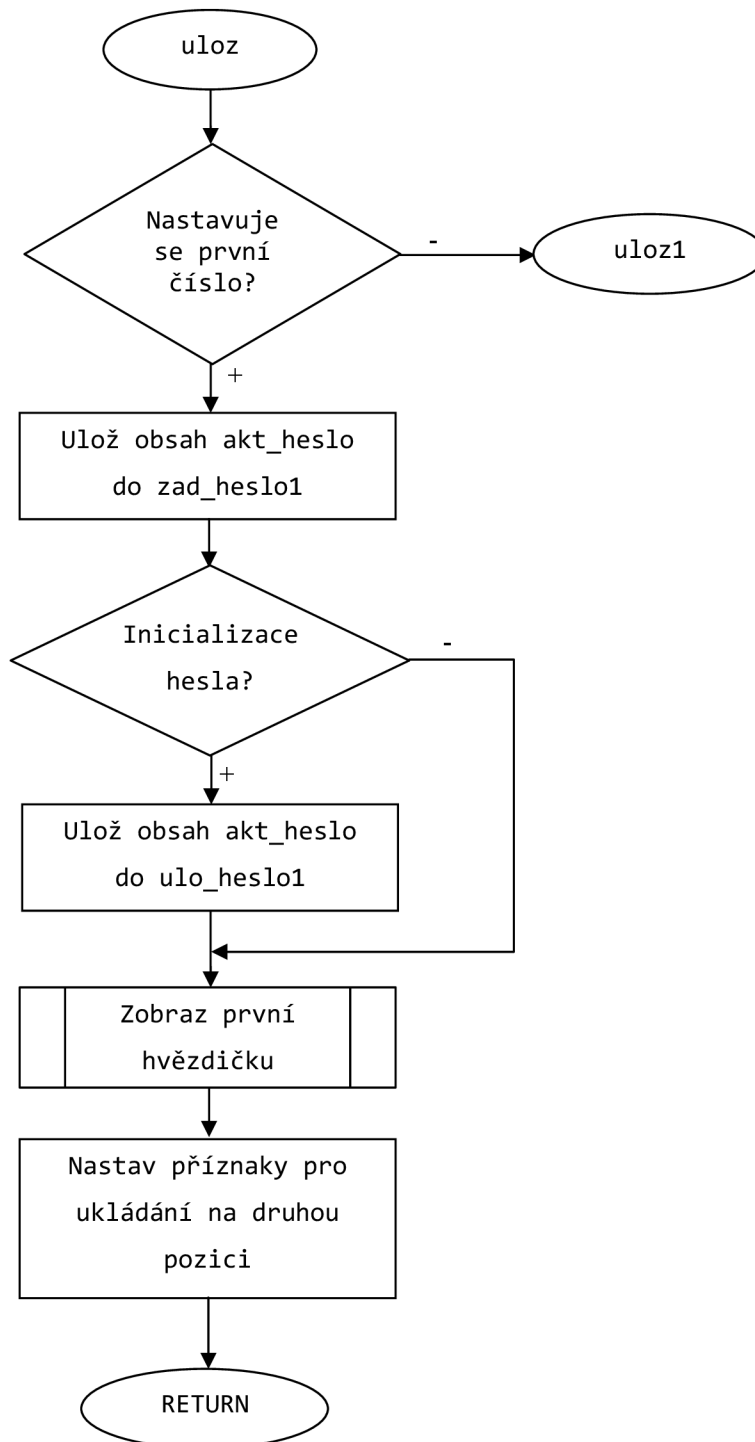 uloz
Nastavuje
se první
číslo?
-
uloz1
+
Ulož obsah akt_heslo
do zad_heslo1
Inicializace
hesla?
-
+
Ulož obsah akt_heslo
do ulo_heslo1
Zobraz první
hvězdičku
Nastav příznaky pro
ukládání na druhou
pozici
RETURN